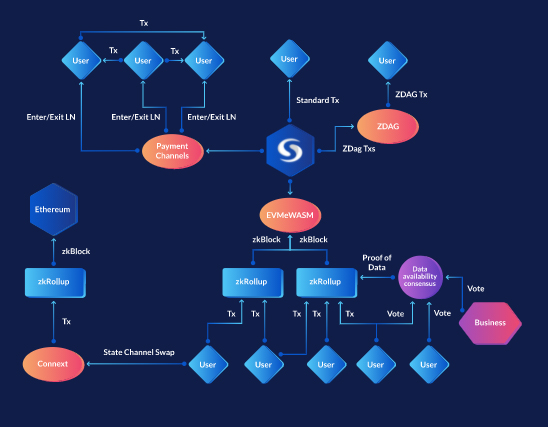 Tx
User
Tx
User
Tx
User
User
User
Standard Tx
ZDAG Tx
Enter/Exit LN
Enter/Exit LN
Enter/Exit LN
ZDAG
Payment
Channels
ZDag Txs
Ethereum
EVMeWASM
zkBlock
zkBlock
zkBlock
Proof of
Data
Data
availability
consensus
zkRollup
zkRollup
zkRollup
Vote
Tx
Tx
Tx
Tx
Tx
Tx
Vote
Vote
Business
State Channel Swap
Connext
User
User
User
User
User